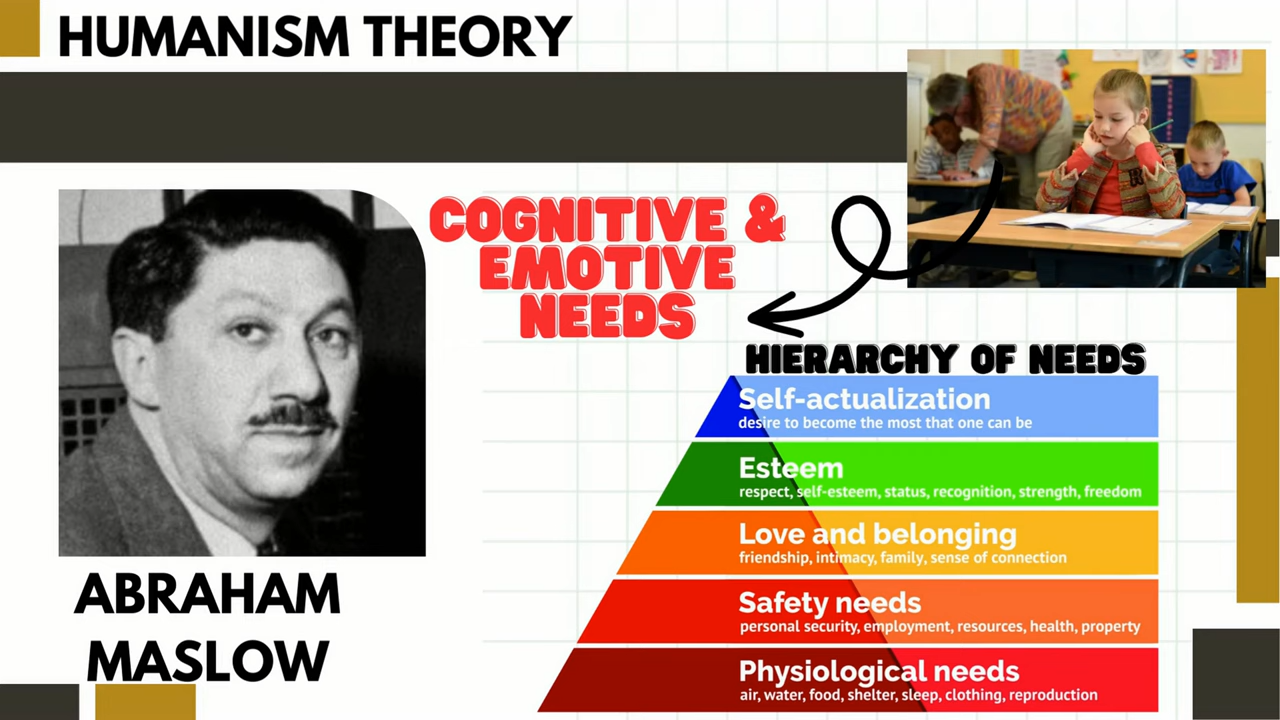 HUMANISM THEORY
COGNITIVE &
EMOTIVE
NEEDS
ABRAHAM
MASLOW
HIERARCHY OF NEEDS
Self-actualization
desire to become the most that one can be
Esteem
respect, self-esteem, status, recognition, strength, freedom
Love and belonging
friendship, intimacy, family, sense of connection
Safety needs
personal security, employment, resources, health, property
Physiological needs
air, water, food, shelter, sleep, clothing, reproduction